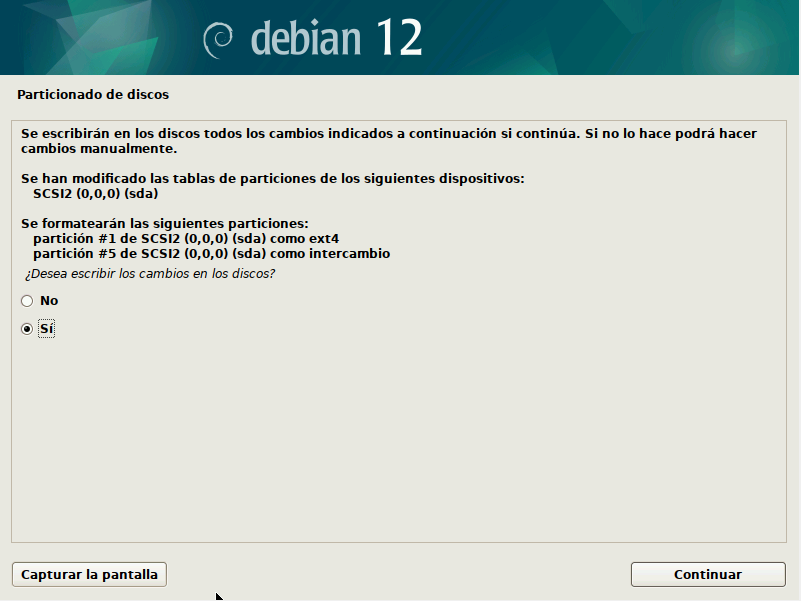 debian 12
Particionado de discos
Se escribirán en los discos todos los cambios indicados a continuación si continúa. Si no lo hace podrá hacer
cambios manualmente.
Se han modificado las tablas de particiones de los siguientes dispositivos:
SCSI2 (0,0,0) (sda)
Se formatearán las siguientes particiones:
partición #1 de SCSI2 (0,0,0) (sda) como ext4
partición #5 de SCSI2 (0,0,0) (sda) como intercambio
¿Desea escribir los cambios en los discos?
No
Sí
Capturar la pantalla
Continuar